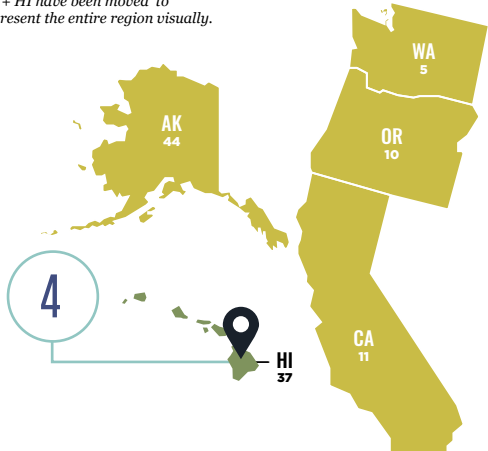 + HI have been moved to
resent the entire region visually.
WA
5
AK
44
OR
10
4
HI
37
CA
11